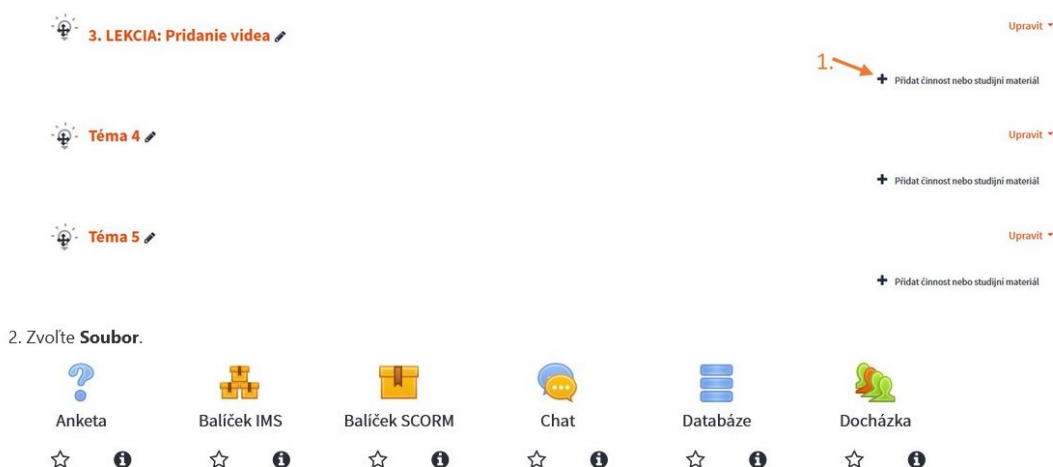 3. LEKCIA: Pridanie videa
Upravit
1.
Přidat činnost nebo studijní materiál
Téma 4
Upravit
Přidat činnost nebo studijní materiál
Téma 5
Upravit
Přidat činnost nebo studijní materiál
2. Zvoľte Soubor.
Anketa Balíček IMS Balíček SCORM Chat Databáze Docházka